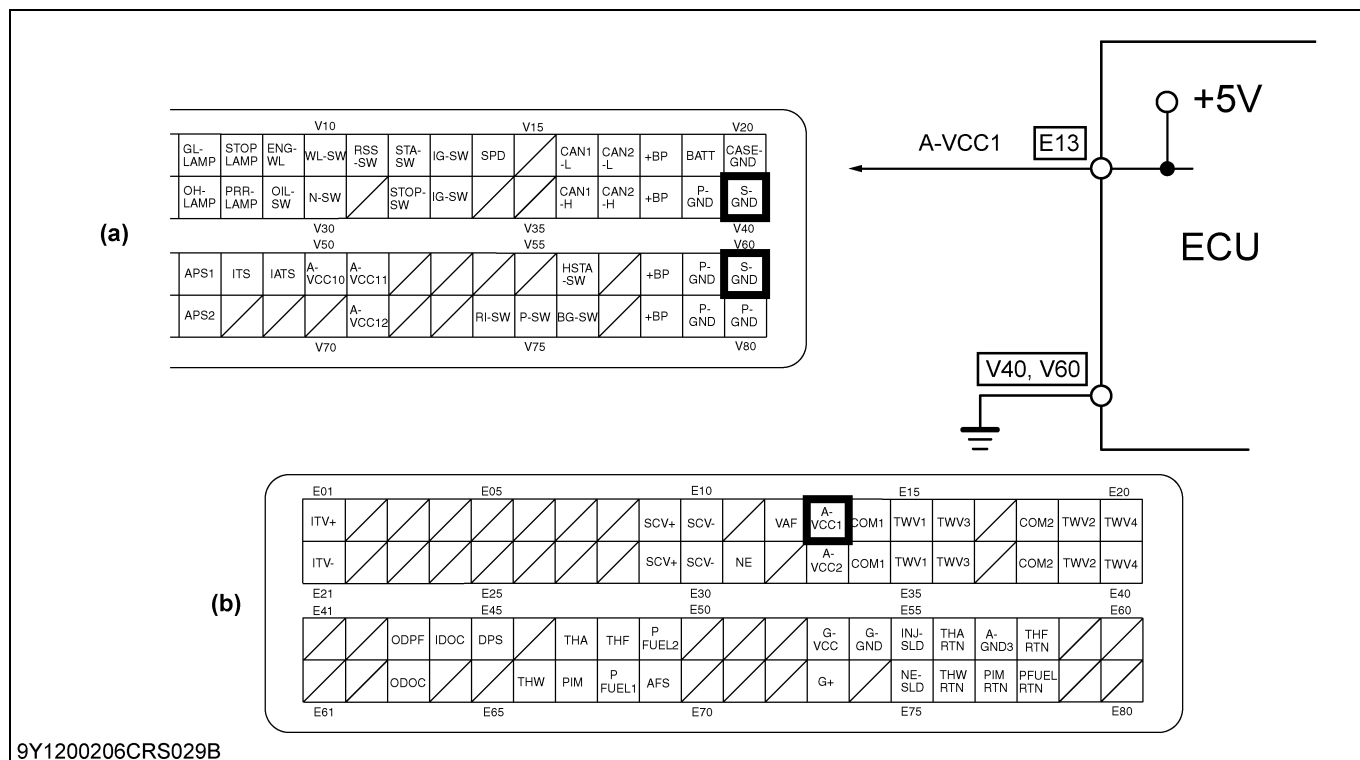 A-VCC1 E13 +5V
ECU
V40, V60
(a)
V10 V15 V20
GL-LAMP STOP LAMP ENG-WL WL-SW RSS-SW STA-SW IG-SW SPD CAN1-L CAN2-L +BP BATT CASE-GND
OH-LAMP PRR-LAMP OIL-SW N-SW STOP-SW IG-SW CAN1-H CAN2-H +BP P-GND S-GND
V30 V35 V40
V50 V55 V60
APS1 ITS IATS A-VCC10 A-VCC11 HSTA-SW +BP P-GND S-GND
APS2 A-VCC12 RI-SW P-SW BG-SW +BP P-GND P-GND
V70 V75 V80
(b)
E01 E05 E10 E15 E20
ITV+ SCV+ SCV- VAF A-VCC1 COM1 TWV1 TWV3 COM2 TWV2 TWV4
ITV- SCV+ SCV- NE A-VCC2 COM1 TWV1 TWV3 COM2 TWV2 TWV4
E21 E25 E30 E35 E40
E41 E45 E50 E55 E60
ODPF IDOC DPS THA THF P FUEL2 G-VCC G-GND INJ-SLD THA RTN A-GND3 THF RTN
ODOC THW PIM P FUEL1 AFS G+ NE-SLD THW RTN PIM RTN PFUEL RTN
E61 E65 E70 E75 E80
9Y1200206CRS029B